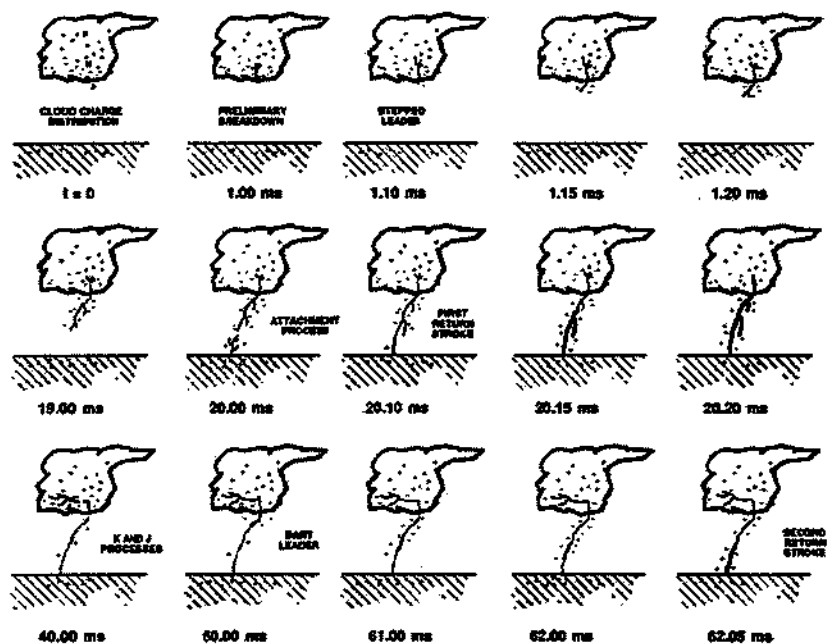 CLOUD CHARGE
DISTRIBUTION
PRELIMINARY
BREAKDOWN
STEPPED
LEADER
t = 0
1.00 ms
1.10 ms
1.15 ms
1.20 ms
ATTACHMENT
PROCESS
FIRST
RETURN
STROKE
19.00 ms
20.00 ms
20.10 ms
20.15 ms
20.20 ms
K AND J
PROCESSES
DART
LEADER
SECOND
RETURN
STROKE
40.00 ms
60.00 ms
61.00 ms
62.00 ms
62.05 ms